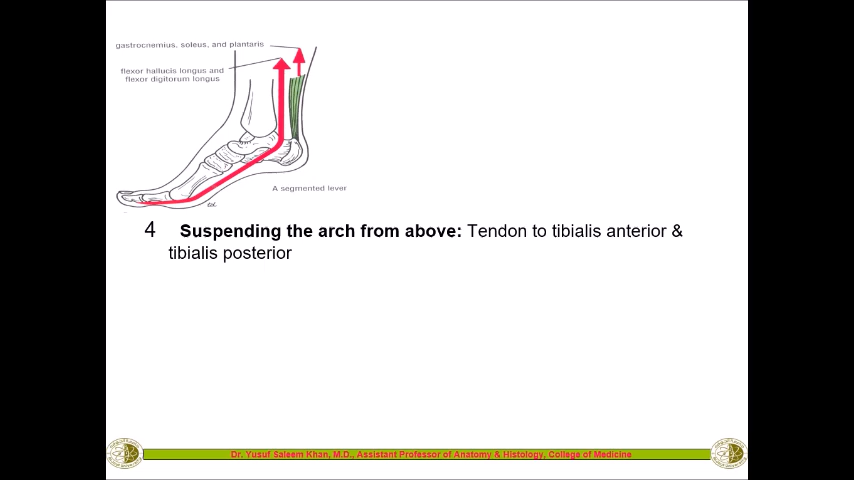 gastrocnemius, soleus, and plantaris
flexor hallucis longus and
flexor digitorum longus
A segmented lever
4 Suspending the arch from above: Tendon to tibialis anterior &
tibialis posterior
Dr. Yusuf Saleem Khan, M.D., Assistant Professor of Anatomy & Histology, College of Medicine